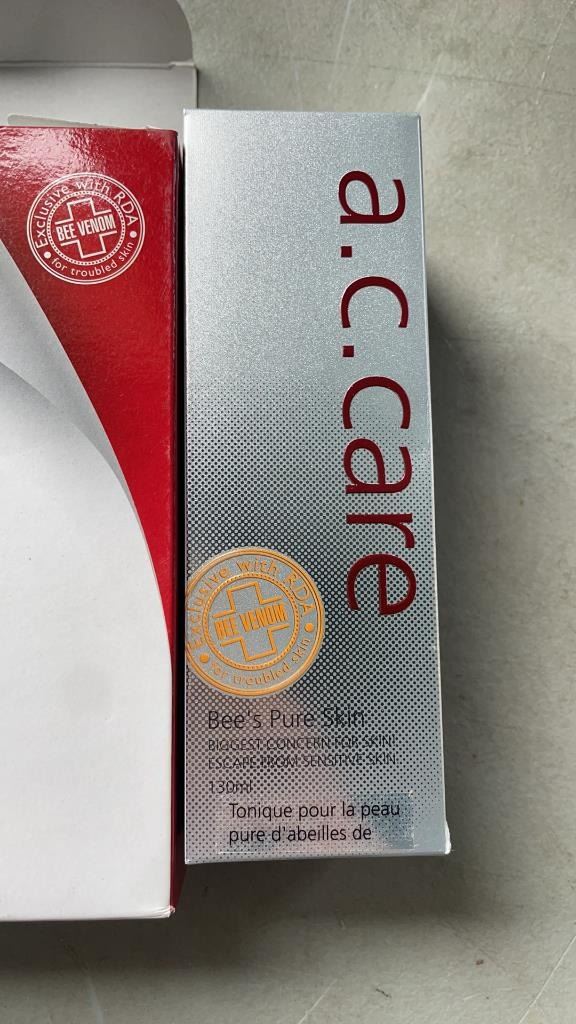 Exclusive with RDA
BEE VENOM
for troubled skin
a.c.care
Exclusive with RDA
BEE VENOM
for troubled skin
Bee's Pure Skin
BIGGEST CONCERN FOR SKIN!
ESCAPE FROM SENSITIVE SKIN
130ml
Tonique pour la peau
pure d'abeilles de